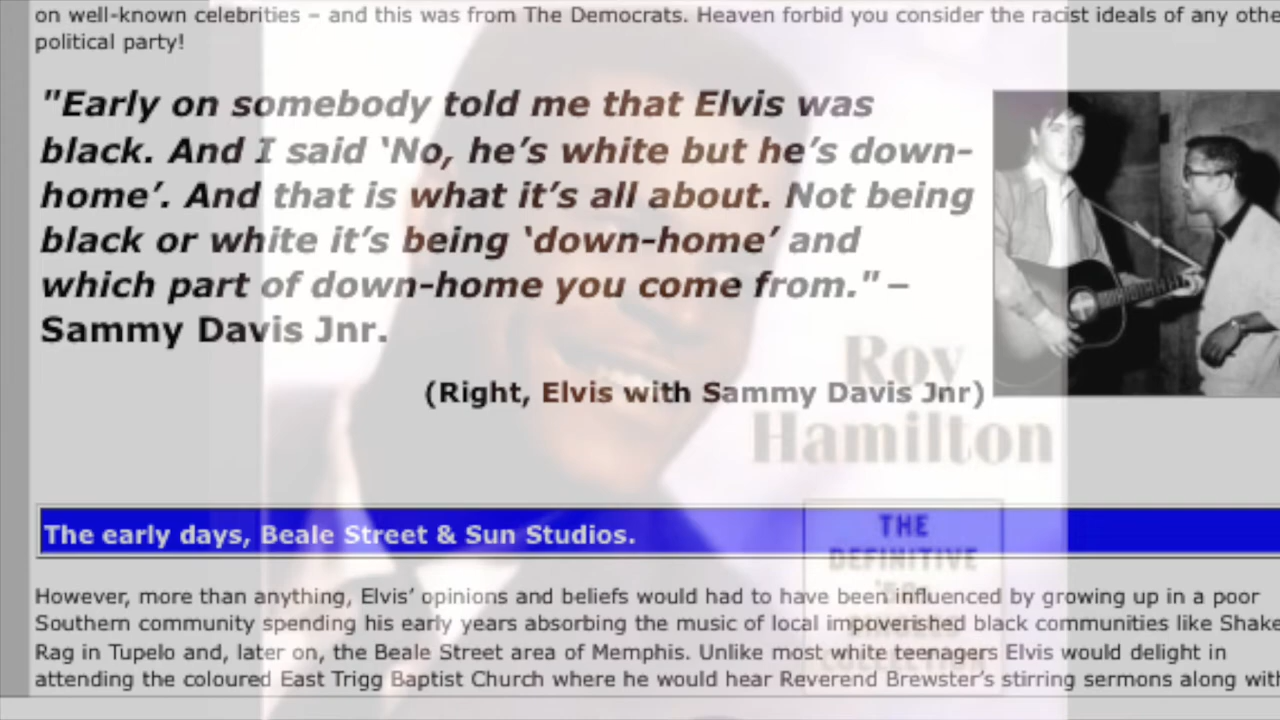 on well-known celebrities – and this was from The Democrats. Heaven forbid you consider the racist ideals of any othe
political party!
"Early on somebody told me that Elvis was
black. And I said ‘No, he’s white but he’s down-
home’. And that is what it’s all about. Not being
black or white it’s being ‘down-home’ and
which part of down-home you come from." –
Sammy Davis Jnr.
(Right, Elvis with Sammy Davis Jnr)
Roy
Hamilton
The early days, Beale Street & Sun Studios.
THE
DEFINITIVE
However, more than anything, Elvis’ opinions and beliefs would had to have been influenced by growing up in a poor
Southern community spending his early years absorbing the music of local impoverished black communities like Shake
Rag in Tupelo and, later on, the Beale Street area of Memphis. Unlike most white teenagers Elvis would delight in
attending the coloured East Trigg Baptist Church where he would hear Reverend Brewster’s stirring sermons along with